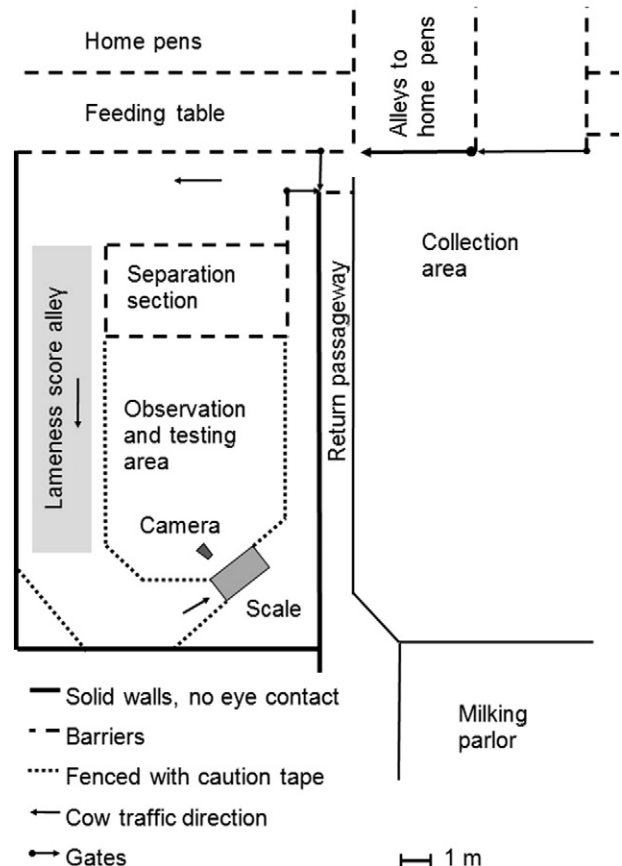 Home pens
Feeding table
Alleys to
home pens
Collection
area
Separation
section
Lameness score alley
Observation
and testing
area
Return passageway
Camera
Scale
Solid walls, no eye contact
Barriers
Fenced with caution tape
Cow traffic direction
Gates
Milking
parlor
1 m